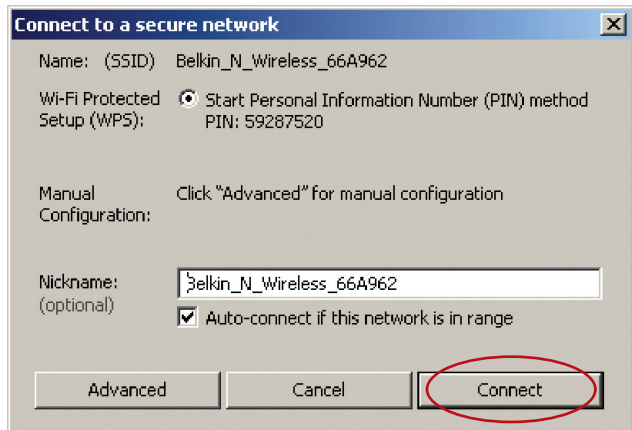 Connect to a secure network
Name: (SSID) Belkin_N_Wireless_66A962
Wi-Fi Protected Setup (WPS): Start Personal Information Number (PIN) method
PIN: 59287520
Manual Configuration: Click "Advanced" for manual configuration
Nickname: (optional) Belkin_N_Wireless_66A962
Auto-connect if this network is in range
Advanced Cancel Connect